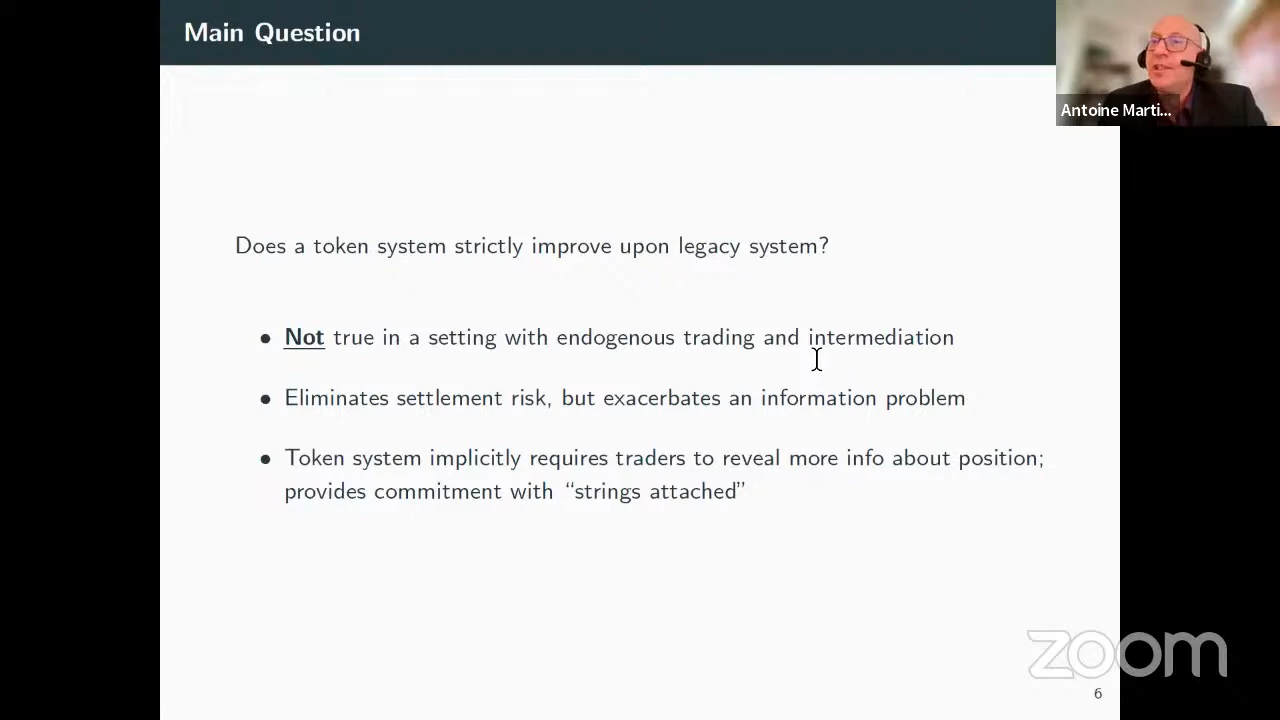 Main Question
Antoine Marti...
Does a token system strictly improve upon legacy system?
• Not true in a setting with endogenous trading and intermediation
• Eliminates settlement risk, but exacerbates an information problem
• Token system implicitly requires traders to reveal more info about position;
provides commitment with “strings attached”
zoom
6